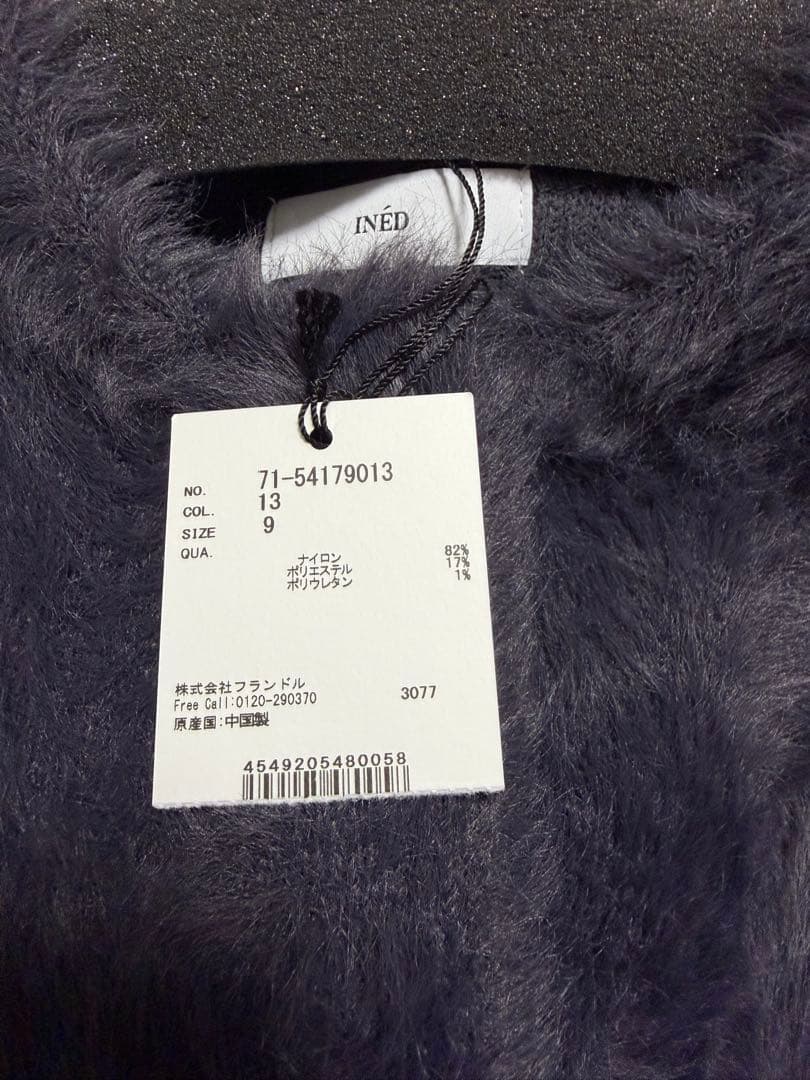 INÉD
NO. 71-54179013
COL. 13
SIZE 9
QUA.
ナイロン 82%
ポリエステル 17%
ポリウレタン 1%
株式会社フランドル
Free Call:0120-290370 3077
原産国:中国製
4549205480058